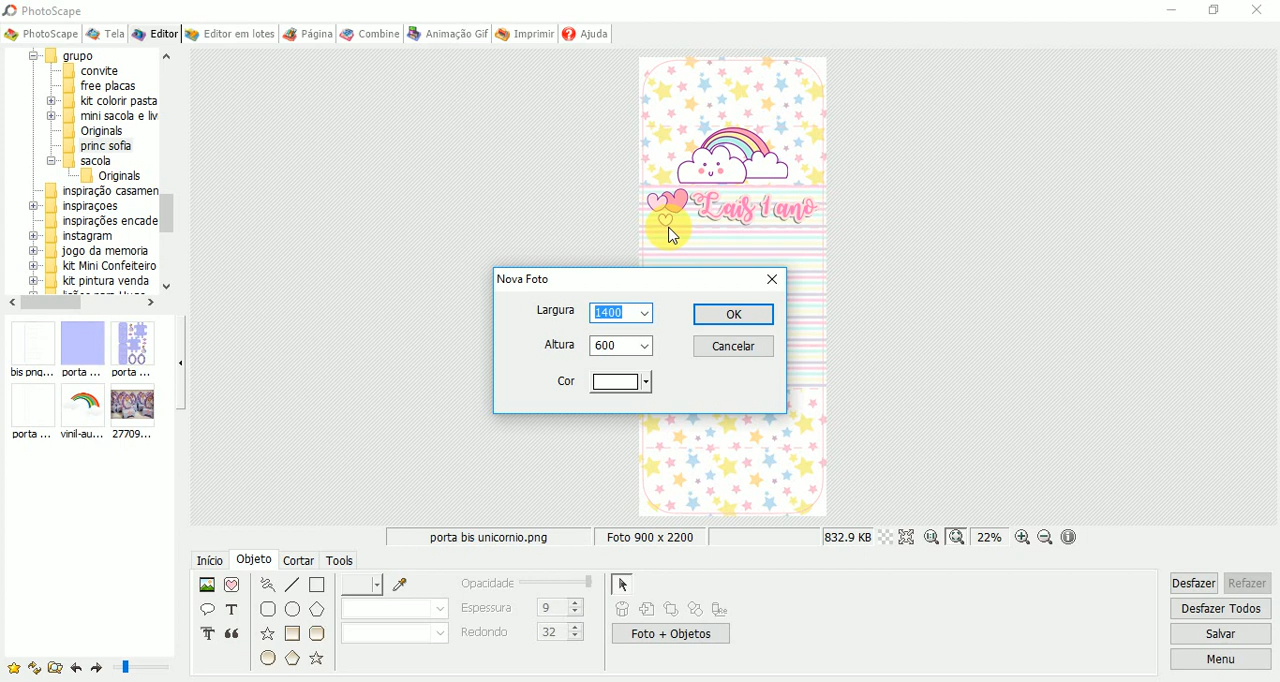 PhotoScape
PhotoScape Tela Editor Editor em lotes Página Combine Animação Gif Imprimir Ajuda
grupo
convite
free placas
kit colorir pasta
mini sacola e liv
Originals
princ sofia
sacola
Originals
inspiração casamen
inspiraçoes
inspirações encade
instagram
jogo da memoria
kit Mini Confeiteiro
kit pintura venda
Lais 1 ano
Nova Foto
Largura 1400 OK
Altura 600 Cancelar
Cor
bis png... porta ... porta ...
porta ... vinil-au... 27709...
porta bis unicornio.png Foto 900 x 2200 832.9 KB 22%
Início Objeto Cortar Tools
Opacidade
Espessura 9
Redondo 32
Foto + Objetos
Desfazer Refazer
Desfazer Todos
Salvar
Menu